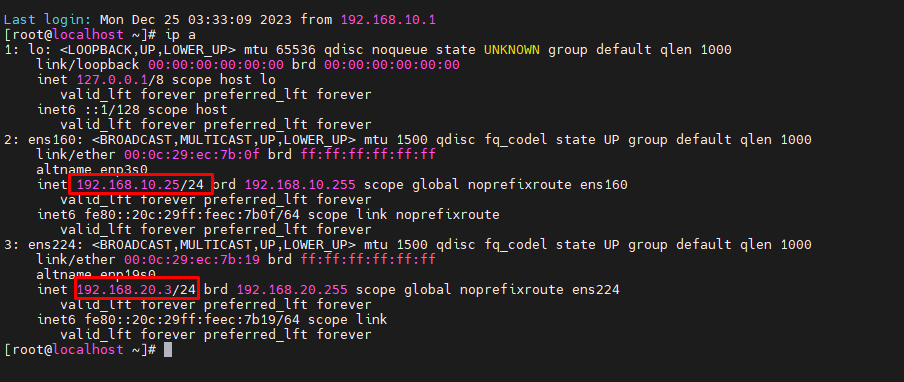 Last login: Mon Dec 25 03:33:09 2023 from 192.168.10.1
[root@localhost ~]# ip a
1: lo: <LOOPBACK,UP,LOWER_UP> mtu 65536 qdisc noqueue state UNKNOWN group default qlen 1000
link/loopback 00:00:00:00:00:00 brd 00:00:00:00:00:00
inet 127.0.0.1/8 scope host lo
valid_lft forever preferred_lft forever
inet6 ::1/128 scope host
valid_lft forever preferred_lft forever
2: ens160: <BROADCAST,MULTICAST,UP,LOWER_UP> mtu 1500 qdisc fq_codel state UP group default qlen 1000
link/ether 00:0c:29:ec:7b:0f brd ff:ff:ff:ff:ff:ff
altname enp3s0
inet 192.168.10.25/24 brd 192.168.10.255 scope global noprefixroute ens160
valid_lft forever preferred_lft forever
inet6 fe80::20c:29ff:feec:7b0f/64 scope link noprefixroute
valid_lft forever preferred_lft forever
3: ens224: <BROADCAST,MULTICAST,UP,LOWER_UP> mtu 1500 qdisc fq_codel state UP group default qlen 1000
link/ether 00:0c:29:ec:7b:19 brd ff:ff:ff:ff:ff:ff
altname enp19s0
inet 192.168.20.3/24 brd 192.168.20.255 scope global noprefixroute ens224
valid_lft forever preferred_lft forever
inet6 fe80::20c:29ff:feec:7b19/64 scope link
valid_lft forever preferred_lft forever
[root@localhost ~]#